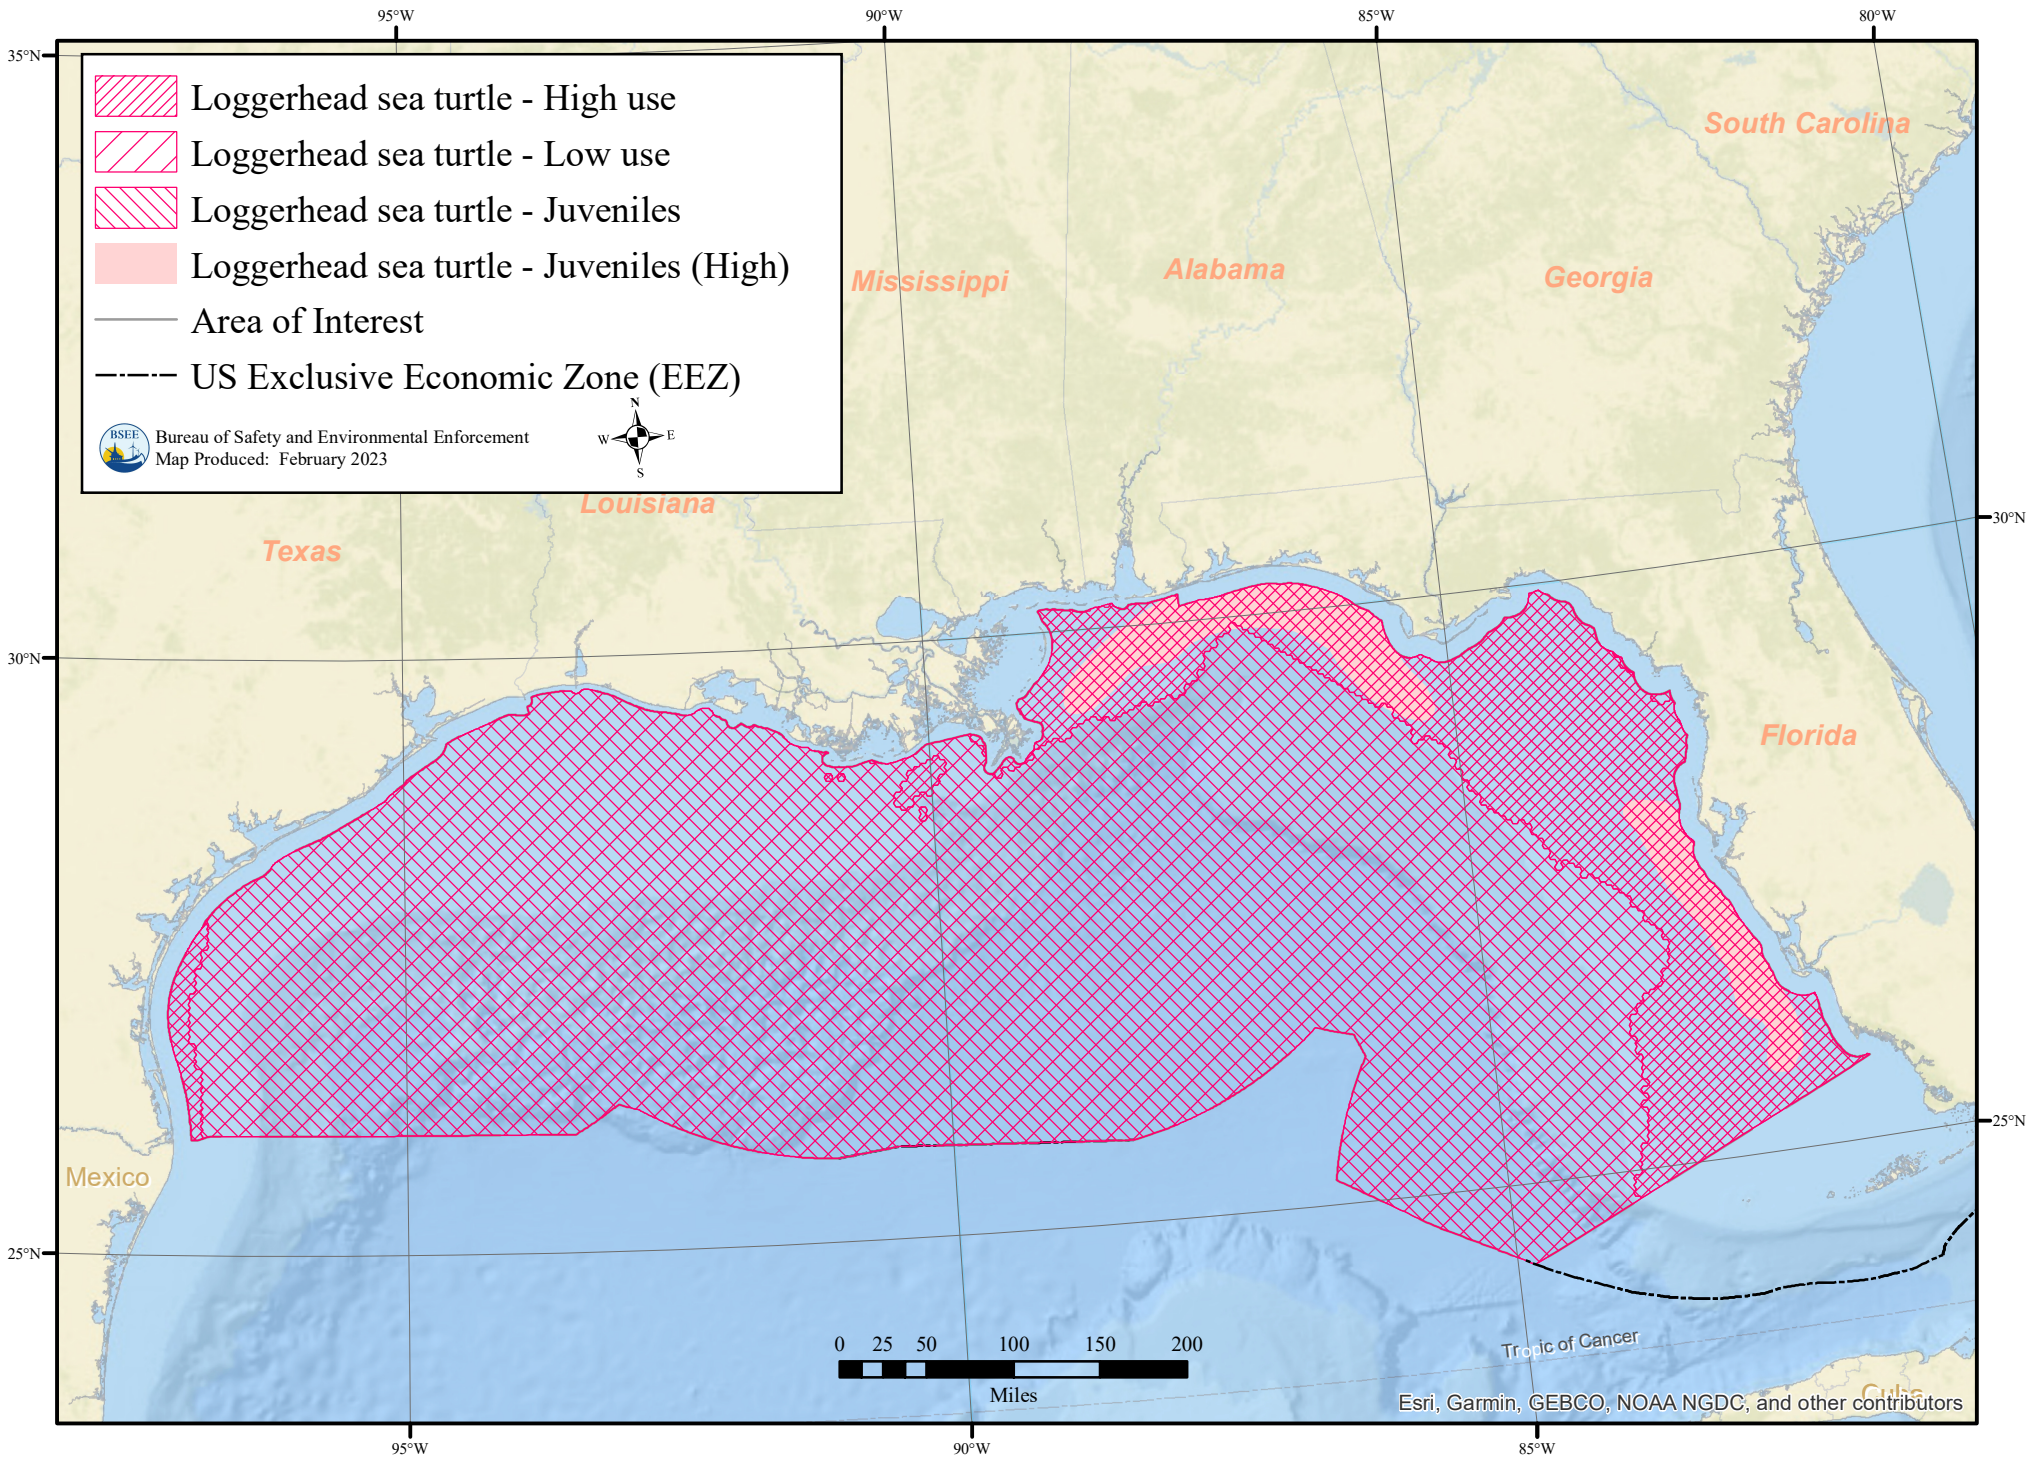 95°W 90°W 85°W 80°W
35°N
Loggerhead sea turtle - High use
Loggerhead sea turtle - Low use
Loggerhead sea turtle - Juveniles
Loggerhead sea turtle - Juveniles (High)
Area of Interest
US Exclusive Economic Zone (EEZ)
N
W E
S
BSEE
Bureau of Safety and Environmental Enforcement
Map Produced: February 2023
South Carolina
Mississippi
Alabama
Georgia
Louisiana
Texas
30°N
30°N
Florida
25°N
Mexico
25°N
0 25 50 100 150 200
Miles
Tropic of Cancer
Cuba
Esri, Garmin, GEBCO, NOAA NGDC, and other contributors
95°W 90°W 85°W